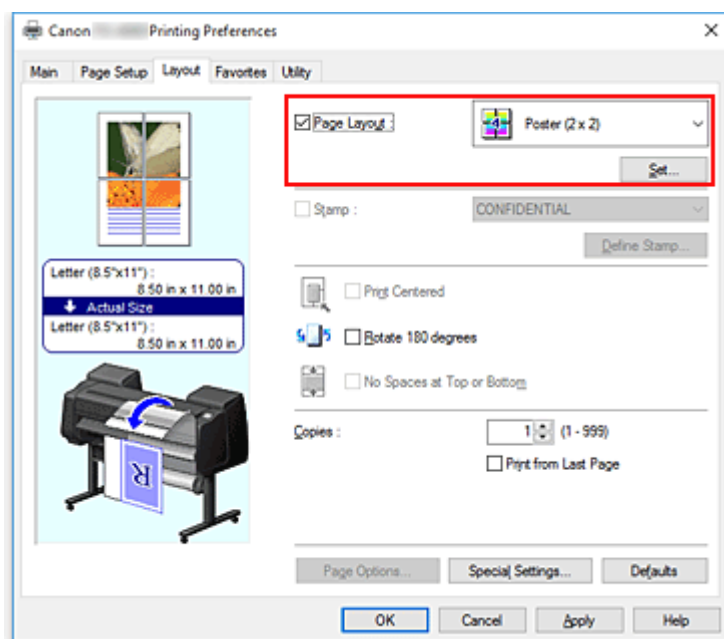 Canon Printing Preferences
Main Page Setup Layout Favorites Utility
Page Layout : 4 Poster (2 x 2)
Set...
Stamp : CONFIDENTIAL
Define Stamp...
Letter (8.5"x11") :
8.50 in x 11.00 in
Actual Size
Letter (8.5"x11") :
8.50 in x 11.00 in
Print Centered
Rotate 180 degrees
No Spaces at Top or Bottom
Copies : 1 (1 - 999)
Print from Last Page
R
Page Options... Special Settings... Defaults
OK Cancel Apply Help